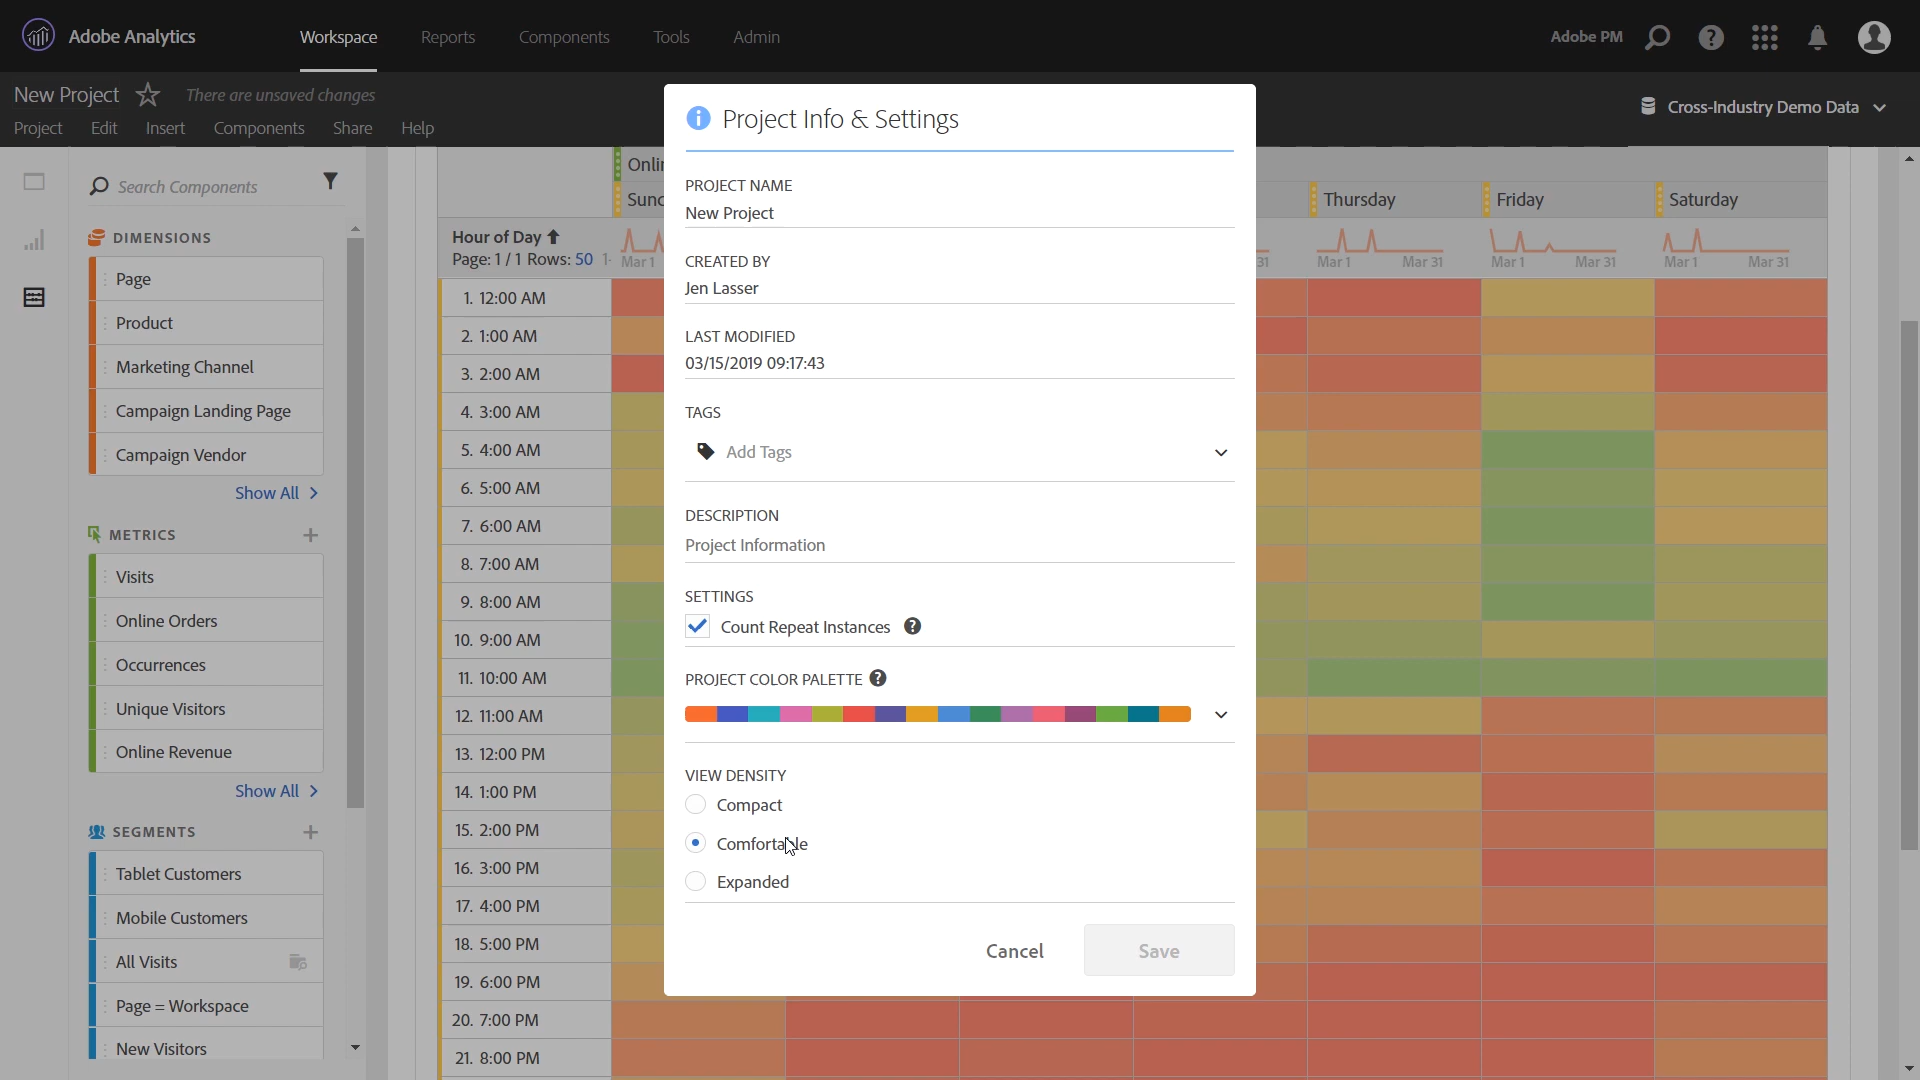 Adobe Analytics
Workspace
Reports
Components
Tools
Admin
Adobe PM
New Project
There are unsaved changes
Project
Edit
Insert
Components
Share
Help
Cross-Industry Demo Data
Search Components
DIMENSIONS
Page
Product
Marketing Channel
Campaign Landing Page
Campaign Vendor
Show All
METRICS
Visits
Online Orders
Occurrences
Unique Visitors
Online Revenue
Show All
SEGMENTS
Tablet Customers
Mobile Customers
All Visits
Page = Workspace
New Visitors
Thursday
Friday
Saturday
Hour of Day
Page: 1 / 1 Rows: 50 1-
Mar 1
31
Mar 1
Mar 31
Mar 1
Mar 31
Mar 1
Mar 31
1. 12:00 AM
2. 1:00 AM
3. 2:00 AM
4. 3:00 AM
5. 4:00 AM
6. 5:00 AM
7. 6:00 AM
8. 7:00 AM
9. 8:00 AM
10. 9:00 AM
11. 10:00 AM
12. 11:00 AM
13. 12:00 PM
14. 1:00 PM
15. 2:00 PM
16. 3:00 PM
17. 4:00 PM
18. 5:00 PM
19. 6:00 PM
20. 7:00 PM
21. 8:00 PM
Project Info & Settings
PROJECT NAME
New Project
CREATED BY
Jen Lasser
LAST MODIFIED
03/15/2019 09:17:43
TAGS
Add Tags
DESCRIPTION
Project Information
SETTINGS
Count Repeat Instances
PROJECT COLOR PALETTE
VIEW DENSITY
Compact
Comfortable
Expanded
Cancel
Save